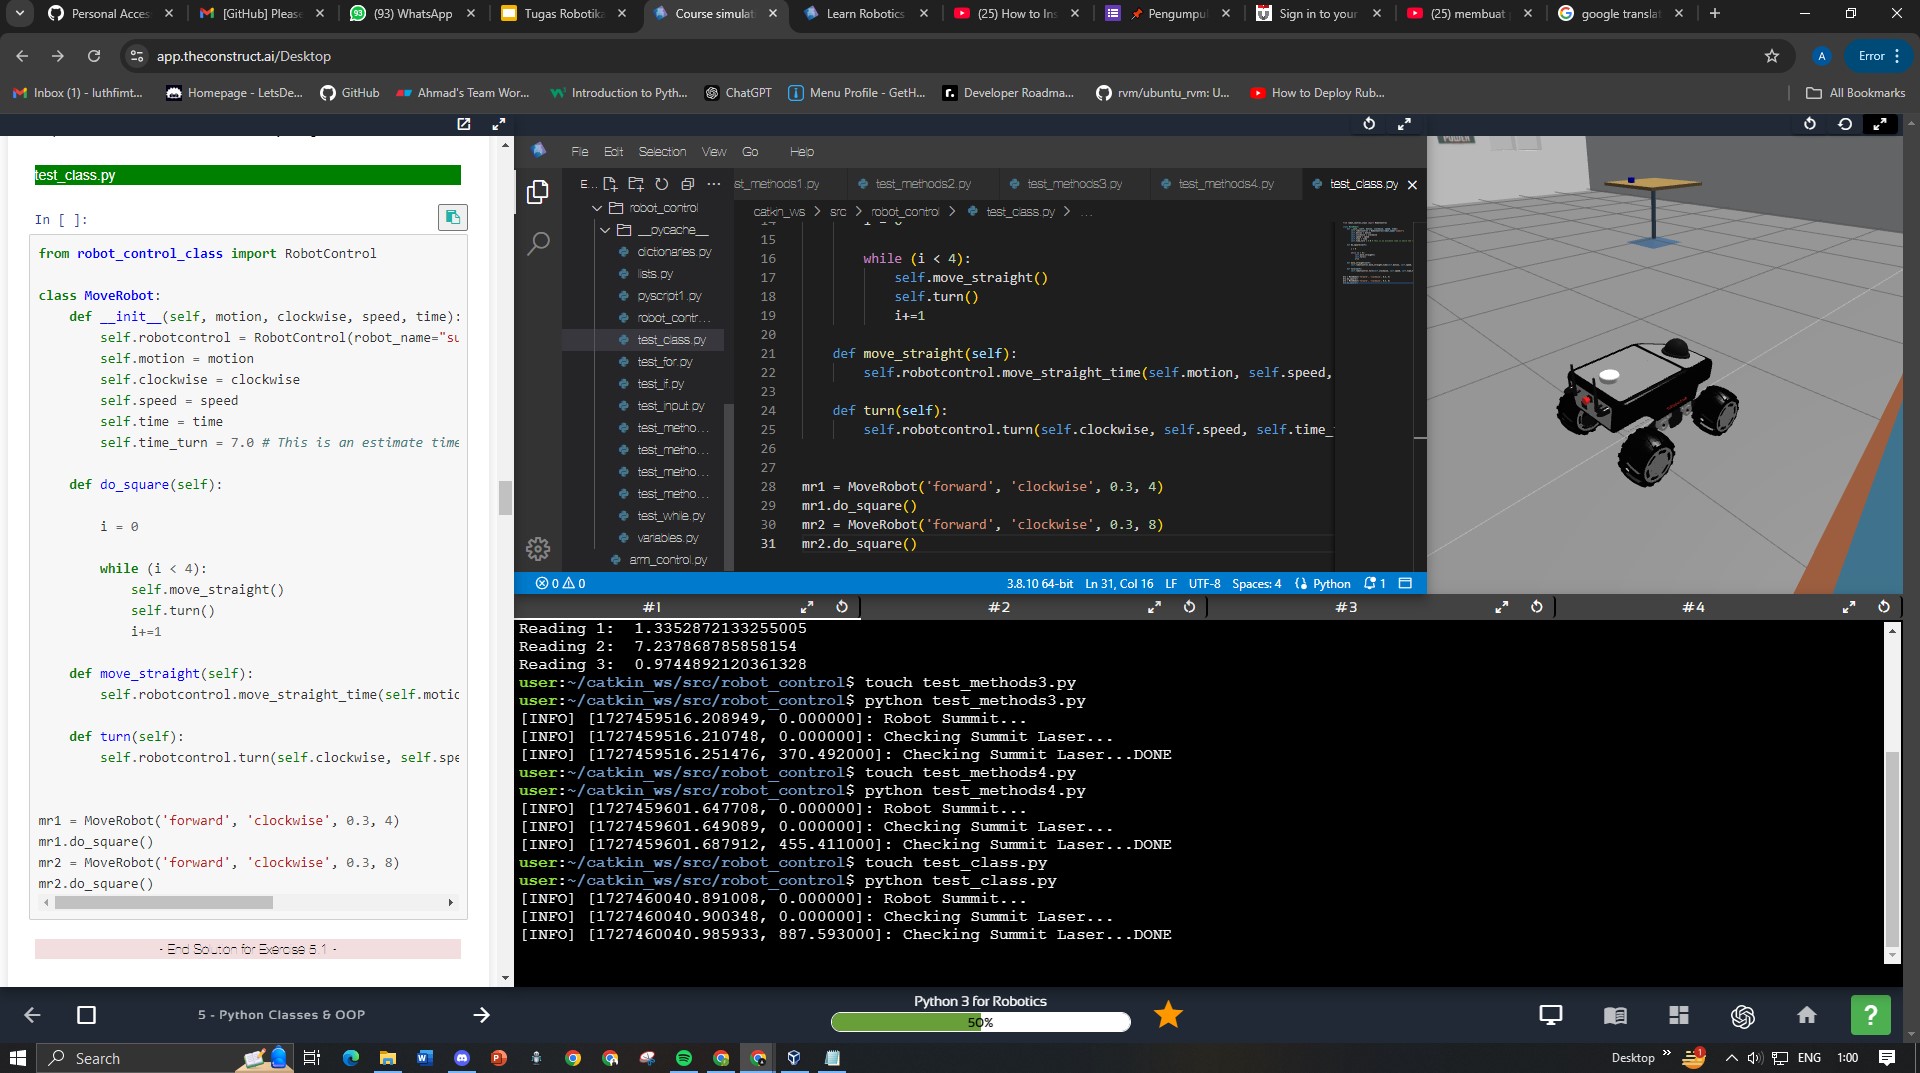 Personal Acces
[GitHub] Please
(93) WhatsApp
Tugas Robotika
Course simulat
Learn Robotics
(25) How to Ins
Pengumpul
Sign in to your
(25) membuat
google translat
app.theconstruct.ai/Desktop
A
Error
Inbox (1) - luthfimt...
Homepage - LetsDe...
GitHub
Ahmad's Team Wor...
Introduction to Pyth...
ChatGPT
Menu Profile - GetH...
Developer Roadma...
rvm/ubuntu_rvm: U...
How to Deploy Rub...
All Bookmarks
test_class.py
In [ ]:
from robot_control_class import RobotControl
class MoveRobot:
def __init__(self, motion, clockwise, speed, time):
self.robotcontrol = RobotControl(robot_name="su
self.motion = motion
self.clockwise = clockwise
self.speed = speed
self.time = time
self.time_turn = 7.0 # This is an estimate time
def do_square(self):
i = 0
while (i < 4):
self.move_straight()
self.turn()
i+=1
def move_straight(self):
self.robotcontrol.move_straight_time(self.motio
def turn(self):
self.robotcontrol.turn(self.clockwise, self.spe
mr1 = MoveRobot('forward', 'clockwise', 0.3, 4)
mr1.do_square()
mr2 = MoveRobot('forward', 'clockwise', 0.3, 8)
mr2.do_square()
- End Solution for Exercise 5.1 -
File Edit Selection View Go Help
E...
robot_control
__pycache__
dictionaries.py
lists.py
pyscript1.py
robot_contr...
test_class.py
test_for.py
test_if.py
test_input.py
test_metho...
test_metho...
test_metho...
test_metho...
test_while.py
variables.py
arm_control.py
st_methods1.py
test_methods2.py
test_methods3.py
test_methods4.py
test_class.py
catkin_ws > src > robot_control > test_class.py > ...
14 i = 0
15
16 while (i < 4):
17 self.move_straight()
18 self.turn()
19 i+=1
20
21 def move_straight(self):
22 self.robotcontrol.move_straight_time(self.motion, self.speed,
23
24 def turn(self):
25 self.robotcontrol.turn(self.clockwise, self.speed, self.time_
26
27
28 mr1 = MoveRobot('forward', 'clockwise', 0.3, 4)
29 mr1.do_square()
30 mr2 = MoveRobot('forward', 'clockwise', 0.3, 8)
31 mr2.do_square()
0 0
3.8.10 64-bit Ln 31, Col 16 LF UTF-8 Spaces: 4 Python 1
POWER
#1
#2
#3
#4
Reading 1: 1.3352872133255005
Reading 2: 7.237868785858154
Reading 3: 0.9744892120361328
user:~/catkin_ws/src/robot_control$ touch test_methods3.py
user:~/catkin_ws/src/robot_control$ python test_methods3.py
[INFO] [1727459516.208949, 0.000000]: Robot Summit...
[INFO] [1727459516.210748, 0.000000]: Checking Summit Laser...
[INFO] [1727459516.251476, 370.492000]: Checking Summit Laser...DONE
user:~/catkin_ws/src/robot_control$ touch test_methods4.py
user:~/catkin_ws/src/robot_control$ python test_methods4.py
[INFO] [1727459601.647708, 0.000000]: Robot Summit...
[INFO] [1727459601.649089, 0.000000]: Checking Summit Laser...
[INFO] [1727459601.687912, 455.411000]: Checking Summit Laser...DONE
user:~/catkin_ws/src/robot_control$ touch test_class.py
user:~/catkin_ws/src/robot_control$ python test_class.py
[INFO] [1727460040.891008, 0.000000]: Robot Summit...
[INFO] [1727460040.900348, 0.000000]: Checking Summit Laser...
[INFO] [1727460040.985933, 887.593000]: Checking Summit Laser...DONE
5 - Python Classes & OOP
Python 3 for Robotics
50%
?
Search
Desktop
ENG
1:00